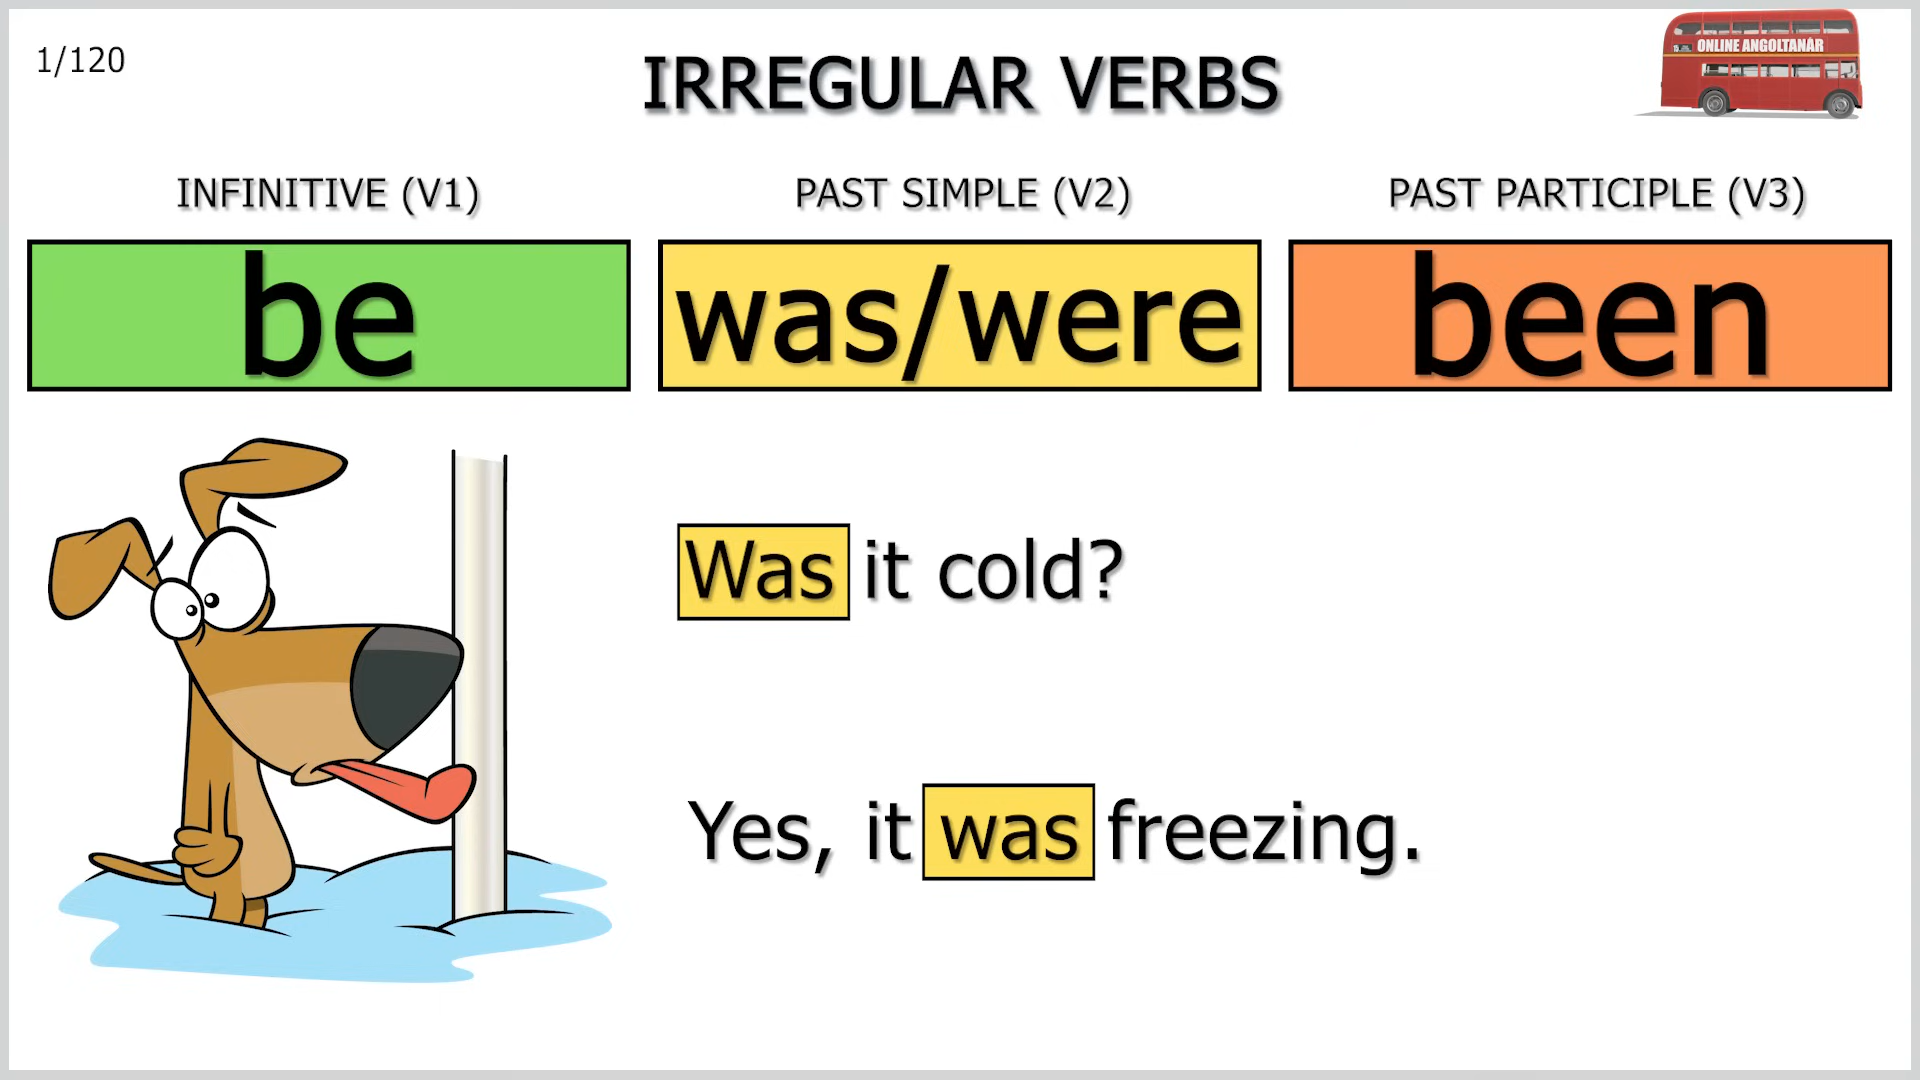 1/120
IRREGULAR VERBS
ONLINE ANGOLTANÁR
INFINITIVE (V1) PAST SIMPLE (V2) PAST PARTICIPLE (V3)
be was/were been
Was it cold?
Yes, it was freezing.